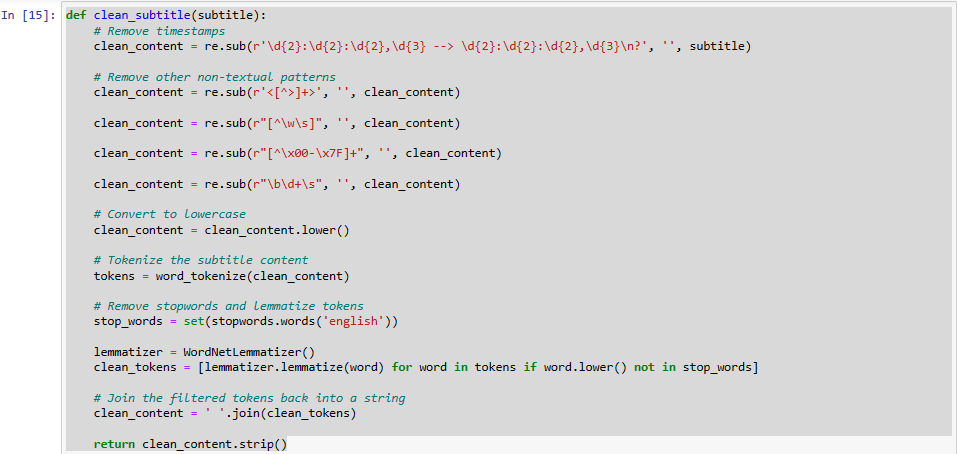 In [15]: def clean_subtitle(subtitle):
    # Remove timestamps
    clean_content = re.sub(r'\d{2}:\d{2}:\d{2},\d{3} --> \d{2}:\d{2}:\d{2},\d{3}\n?', '', subtitle)

    # Remove other non-textual patterns
    clean_content = re.sub(r'<[^>]+>', '', clean_content)

    clean_content = re.sub(r"[^\w\s]", '', clean_content)

    clean_content = re.sub(r"[^\x00-\x7F]+", '', clean_content)

    clean_content = re.sub(r"\b\d+\s", '', clean_content)

    # Convert to lowercase
    clean_content = clean_content.lower()

    # Tokenize the subtitle content
    tokens = word_tokenize(clean_content)

    # Remove stopwords and lemmatize tokens
    stop_words = set(stopwords.words('english'))

    lemmatizer = WordNetLemmatizer()
    clean_tokens = [lemmatizer.lemmatize(word) for word in tokens if word.lower() not in stop_words]

    # Join the filtered tokens back into a string
    clean_content = ' '.join(clean_tokens)

    return clean_content.strip()